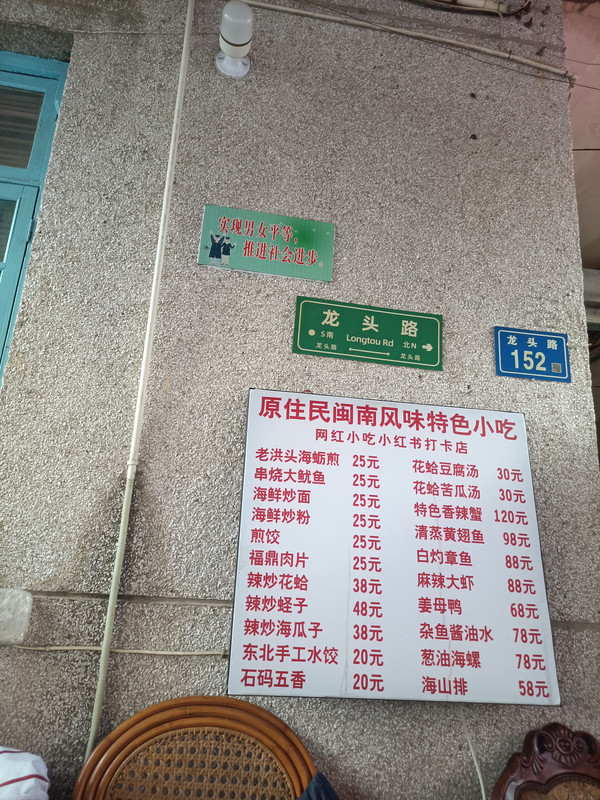 实现男女平等，
推进社会进步
龙头路
S南 Longtou Rd 北N
龙头路 龙头路
龙头路
152
原住民闽南风味特色小吃
网红小吃小红书打卡店
老洪头海蛎煎 25元
串烧大鱿鱼 25元
海鲜炒面 25元
海鲜炒粉 25元
煎饺 25元
福鼎肉片 25元
辣炒花蛤 38元
辣炒蛏子 48元
辣炒海瓜子 38元
东北手工水饺 20元
石码五香 20元
花蛤豆腐汤 30元
花蛤苦瓜汤 30元
特色香辣蟹 120元
清蒸黄翅鱼 98元
白灼章鱼 88元
麻辣大虾 88元
姜母鸭 68元
杂鱼酱油水 78元
葱油海螺 78元
海山排 58元